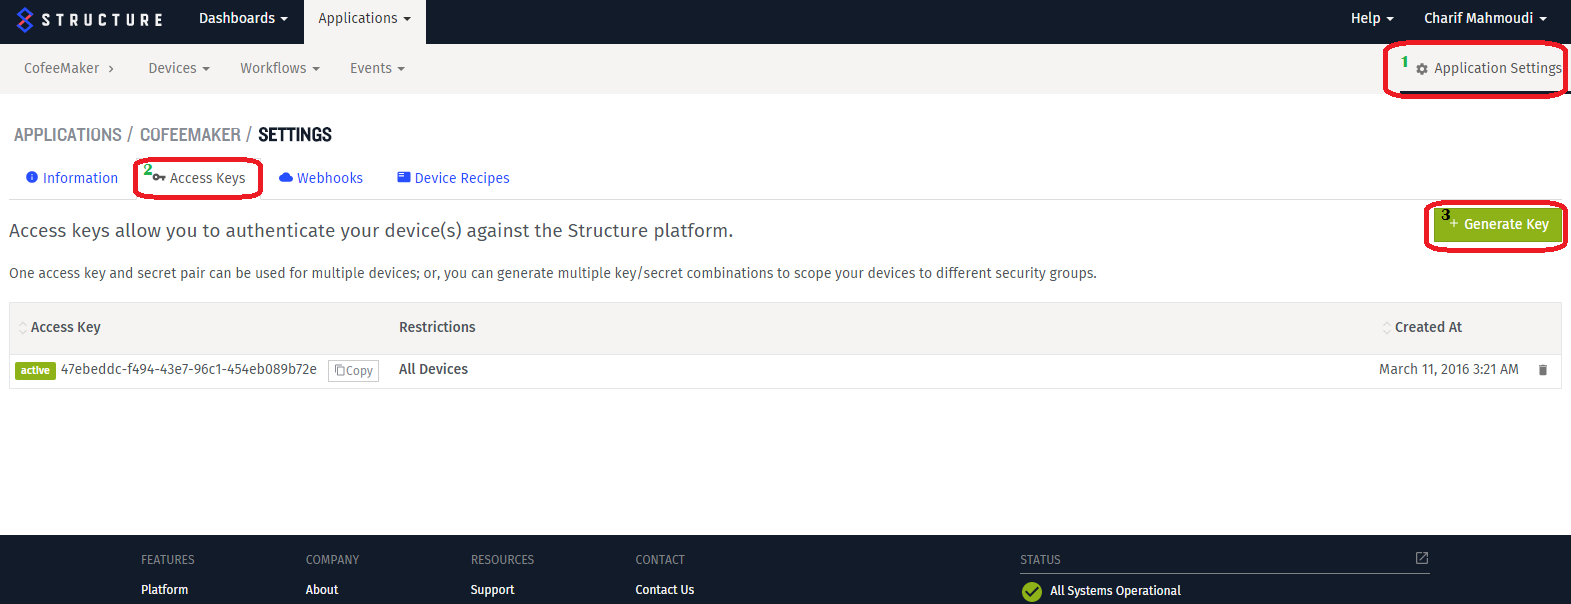 STRUCTURE Dashboards Applications Help Charif Mahmoudi
CofeeMaker > Devices Workflows Events 1 Application Settings
APPLICATIONS / COFEEMAKER / SETTINGS
Information 2 Access Keys Webhooks Device Recipes
Access keys allow you to authenticate your device(s) against the Structure platform. 3 + Generate Key
One access key and secret pair can be used for multiple devices; or, you can generate multiple key/secret combinations to scope your devices to different security groups.
Access Key Restrictions Created At
active 47ebeddc-f494-43e7-96c1-454eb089b72e Copy All Devices March 11, 2016 3:21 AM
FEATURES COMPANY RESOURCES CONTACT STATUS
Platform About Support Contact Us All Systems Operational